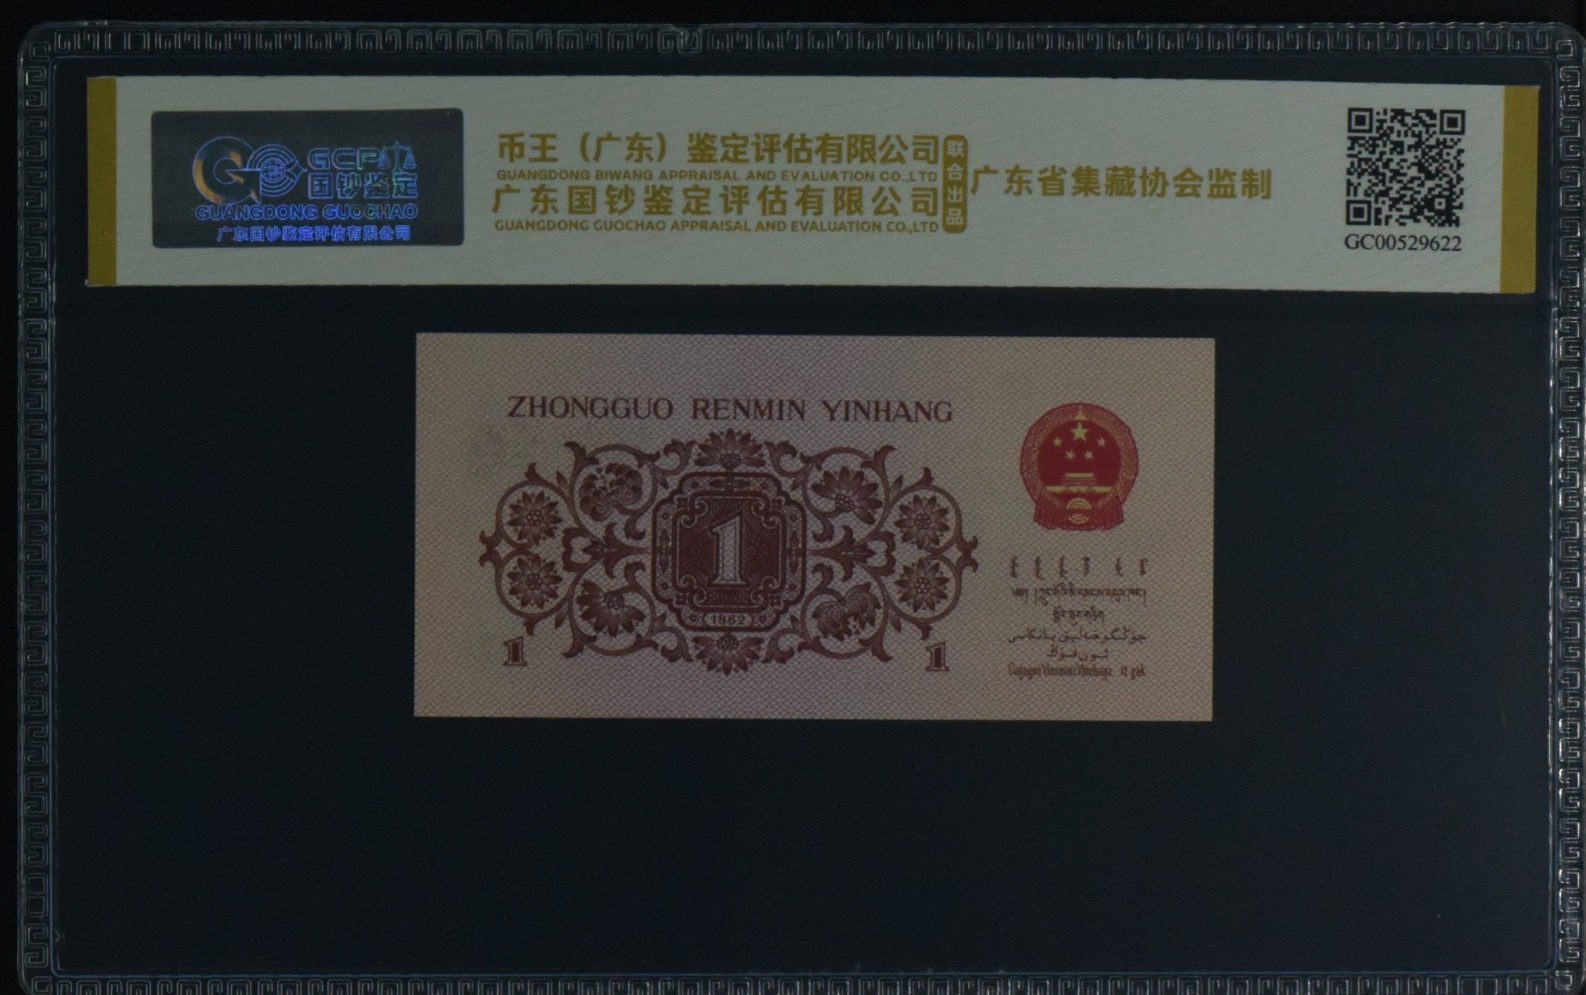 GCF
国钞鉴定
GUANGDONG GUOCHAO
广东国钞鉴定评估有限公司
币王（广东）鉴定评估有限公司
GUANGDONG BIWANG APPRAISAL AND EVALUATION CO.,LTD
广东国钞鉴定评估有限公司
GUANGDONG GUOCHAO APPRAISAL AND EVALUATION CO.,LTD
联合出品
广东省集藏协会监制
GC00529622
ZHONGGUO RENMIN YINHANG
1
1962
1
1
جۇڭگوخەلىق بانكىسى